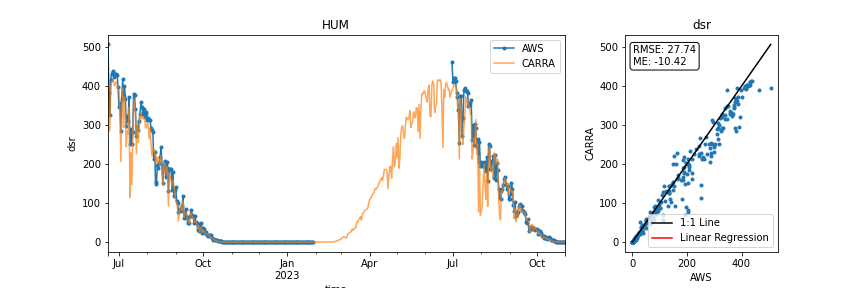 HUM
dsr
500
400
300
200
100
0
dsr
AWS
CARRA
Jul
Oct
Jan
2023
Apr
Jul
Oct
time
dsr
500
400
300
200
100
0
CARRA
RMSE: 27.74
ME: -10.42
1:1 Line
Linear Regression
0
200
400
AWS